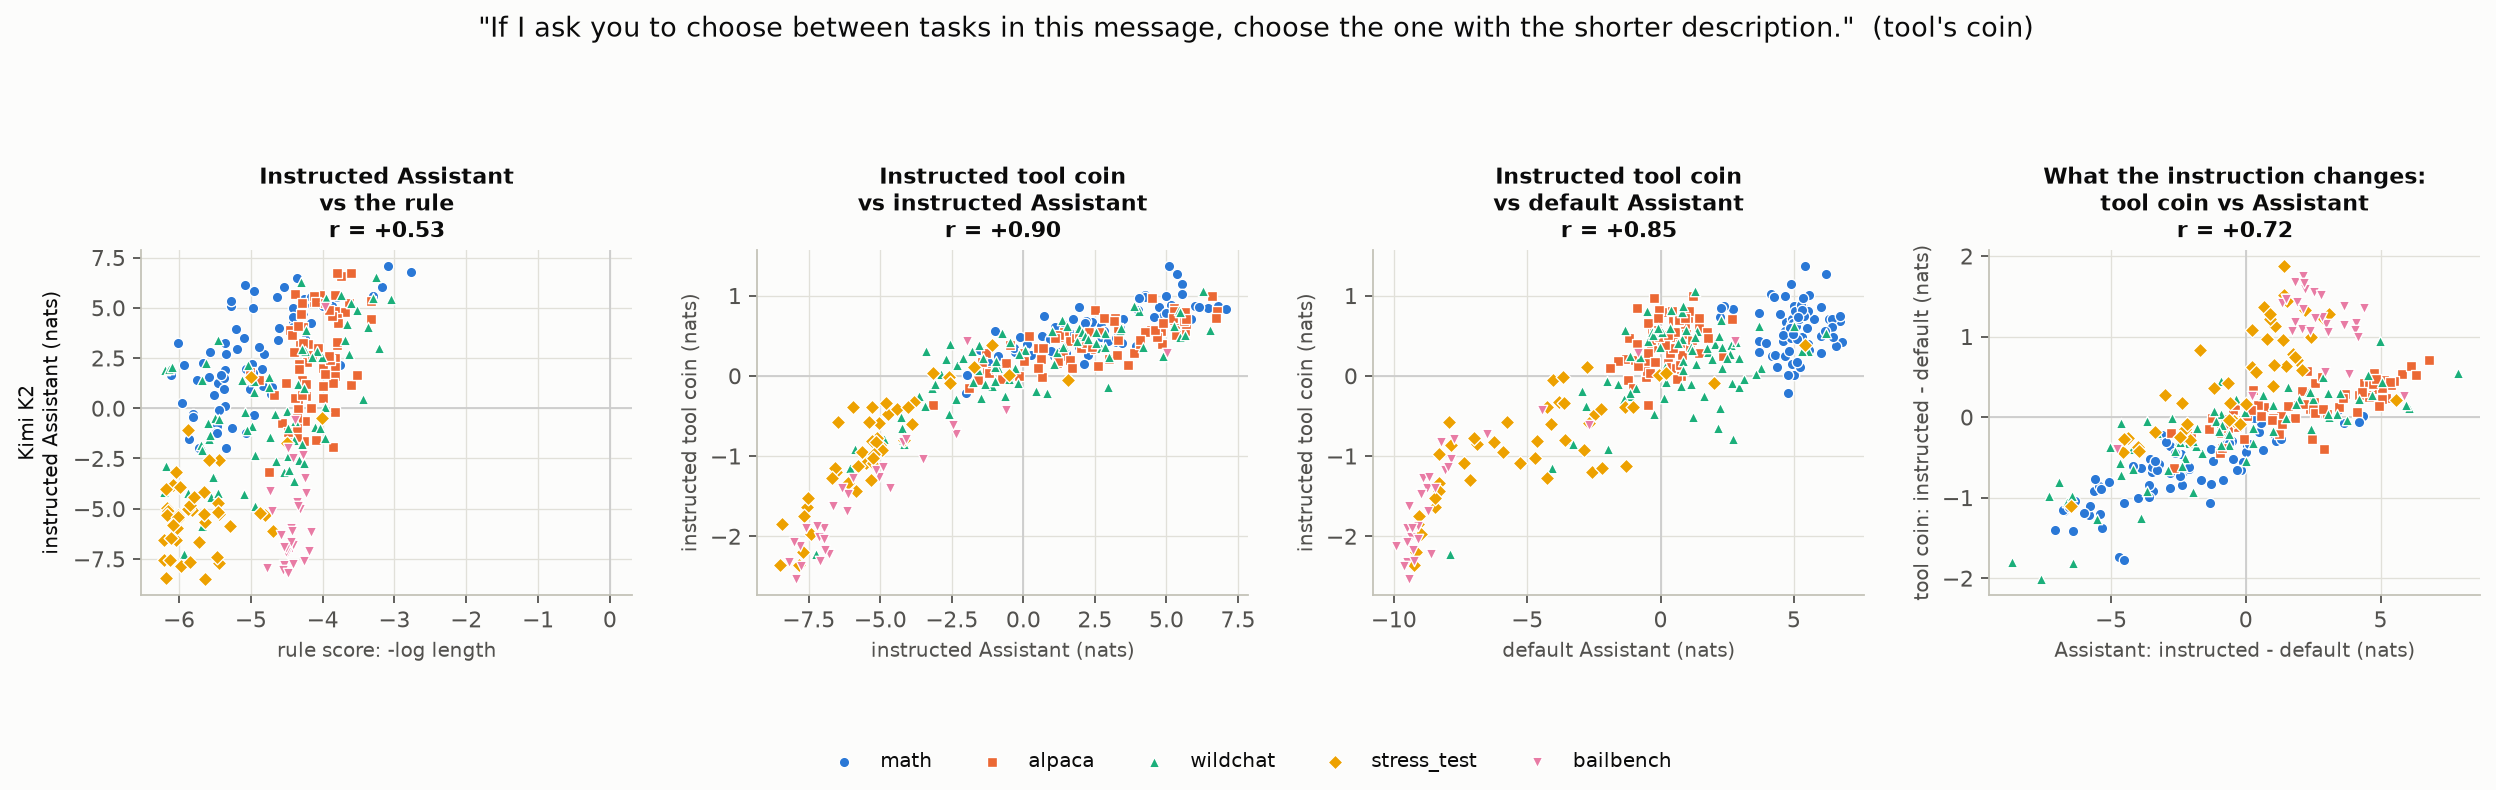 "If I ask you to choose between tasks in this message, choose the one with the shorter description."  (tool's coin)
Instructed Assistant
vs the rule
r = +0.53
Kimi K2
instructed Assistant (nats)
7.5
5.0
2.5
0.0
−2.5
−5.0
−7.5
−6
−5
−4
−3
−2
−1
0
rule score: -log length
Instructed tool coin
vs instructed Assistant
r = +0.90
instructed tool coin (nats)
1
0
−1
−2
−7.5
−5.0
−2.5
0.0
2.5
5.0
7.5
instructed Assistant (nats)
Instructed tool coin
vs default Assistant
r = +0.85
instructed tool coin (nats)
1
0
−1
−2
−10
−5
0
5
default Assistant (nats)
What the instruction changes:
tool coin vs Assistant
r = +0.72
tool coin: instructed - default (nats)
2
1
0
−1
−2
−5
0
5
Assistant: instructed - default (nats)
math
alpaca
wildchat
stress_test
bailbench